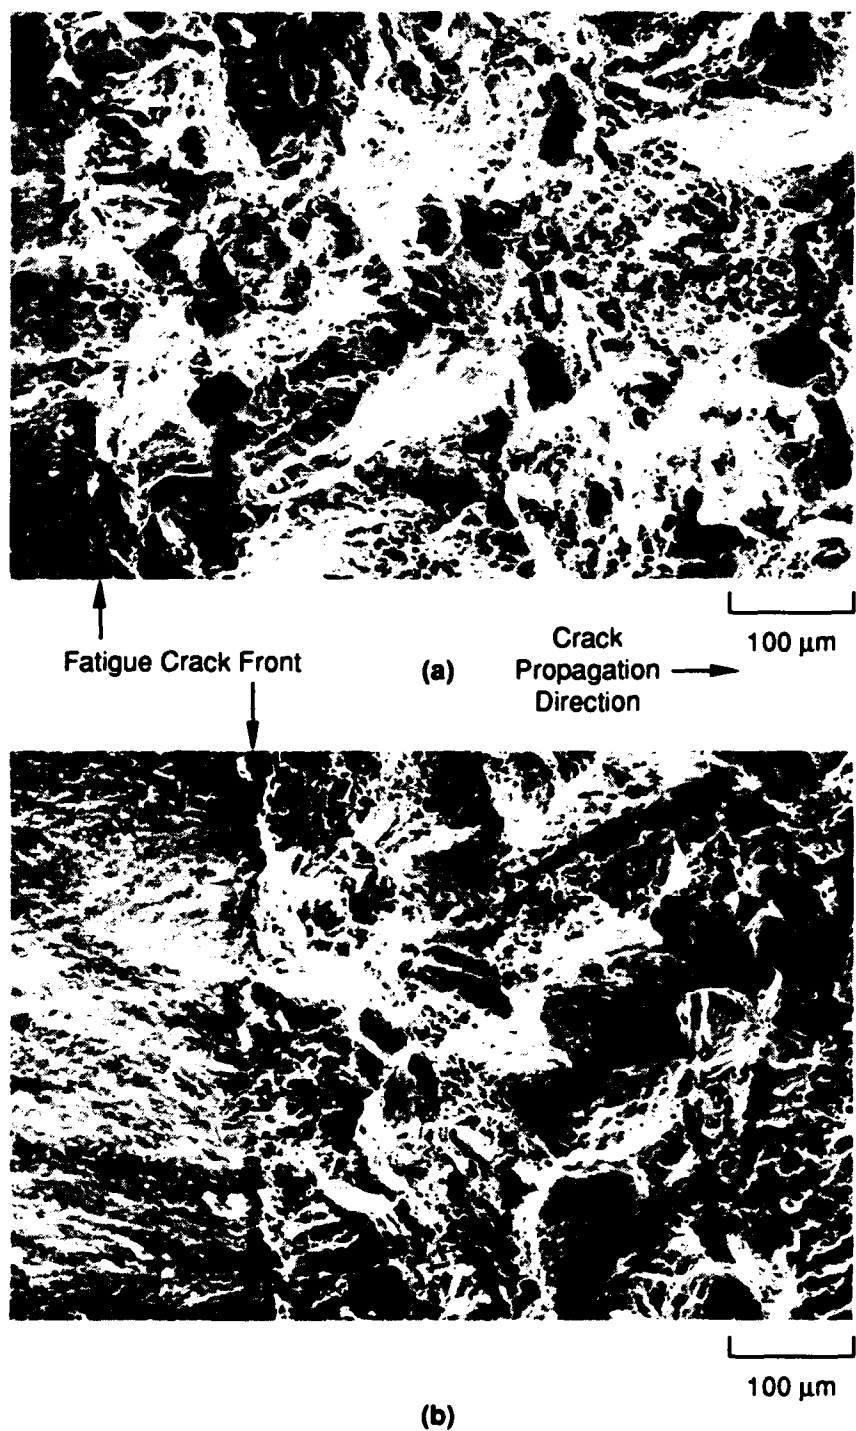 100 μm
Fatigue Crack Front
(a)
Crack
Propagation
Direction
100 μm
(b)